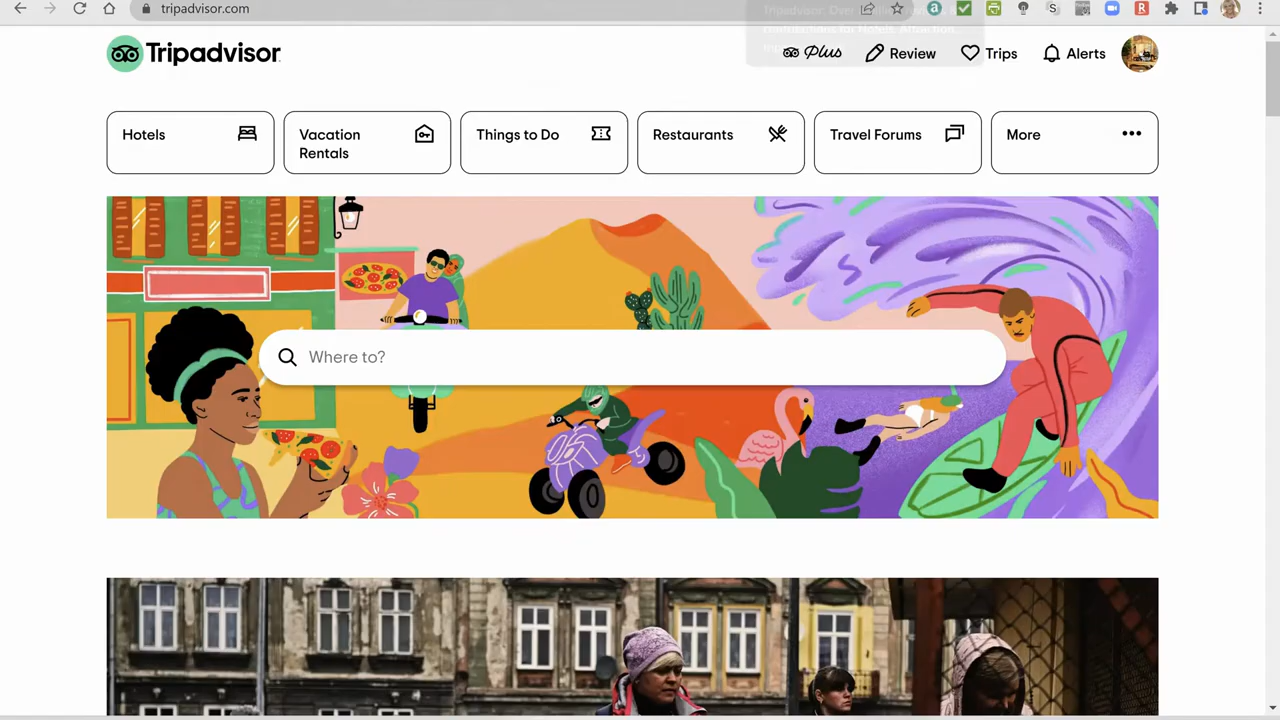 tripadvisor.com
Tripadvisor
Plus
Review
Trips
Alerts
Hotels
Vacation
Rentals
Things to Do
Restaurants
Travel Forums
More
Where to?